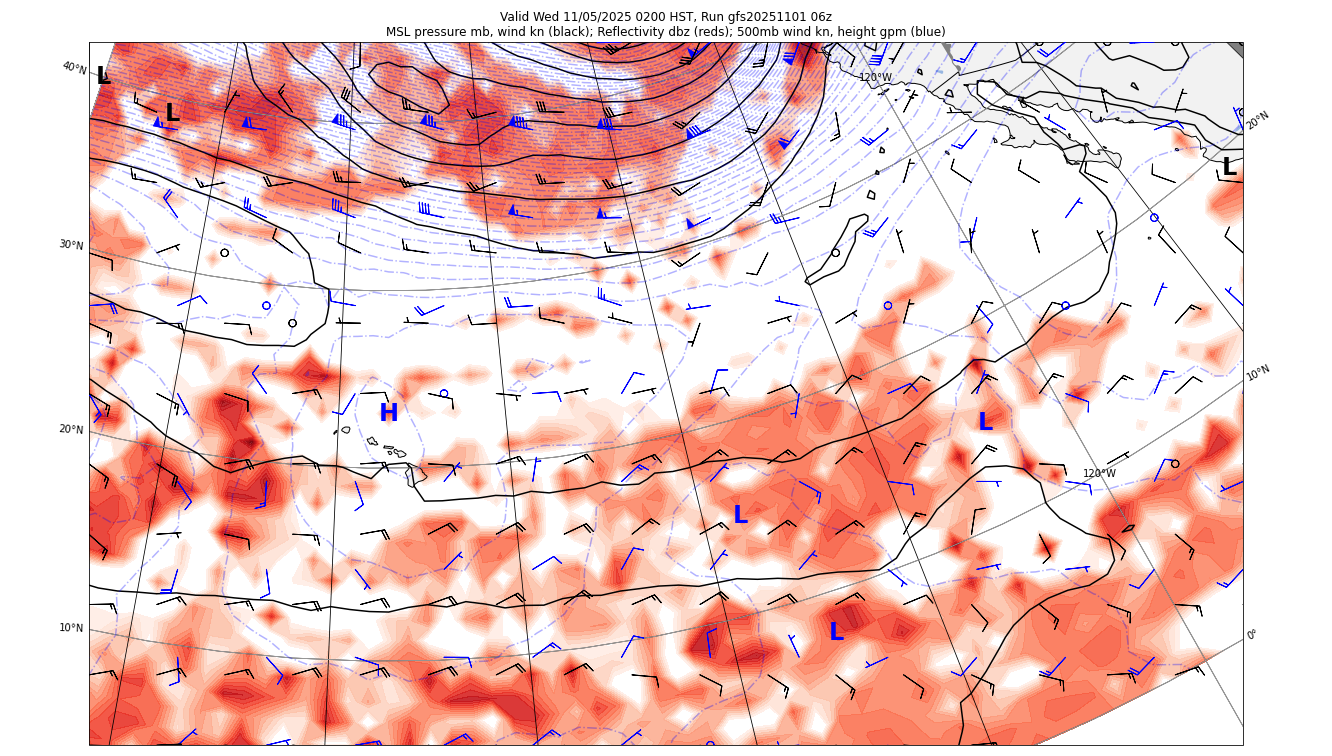 Valid Wed 11/05/2025 0200 HST, Run gfs20251101 06z
MSL pressure mb, wind kn (black); Reflectivity dbz (reds); 500mb wind kn, height gpm (blue)
40°N
L
L
120°W
20°N
L
30°N
10°N
H
L
20°N
120°W
L
10°N
L
0°